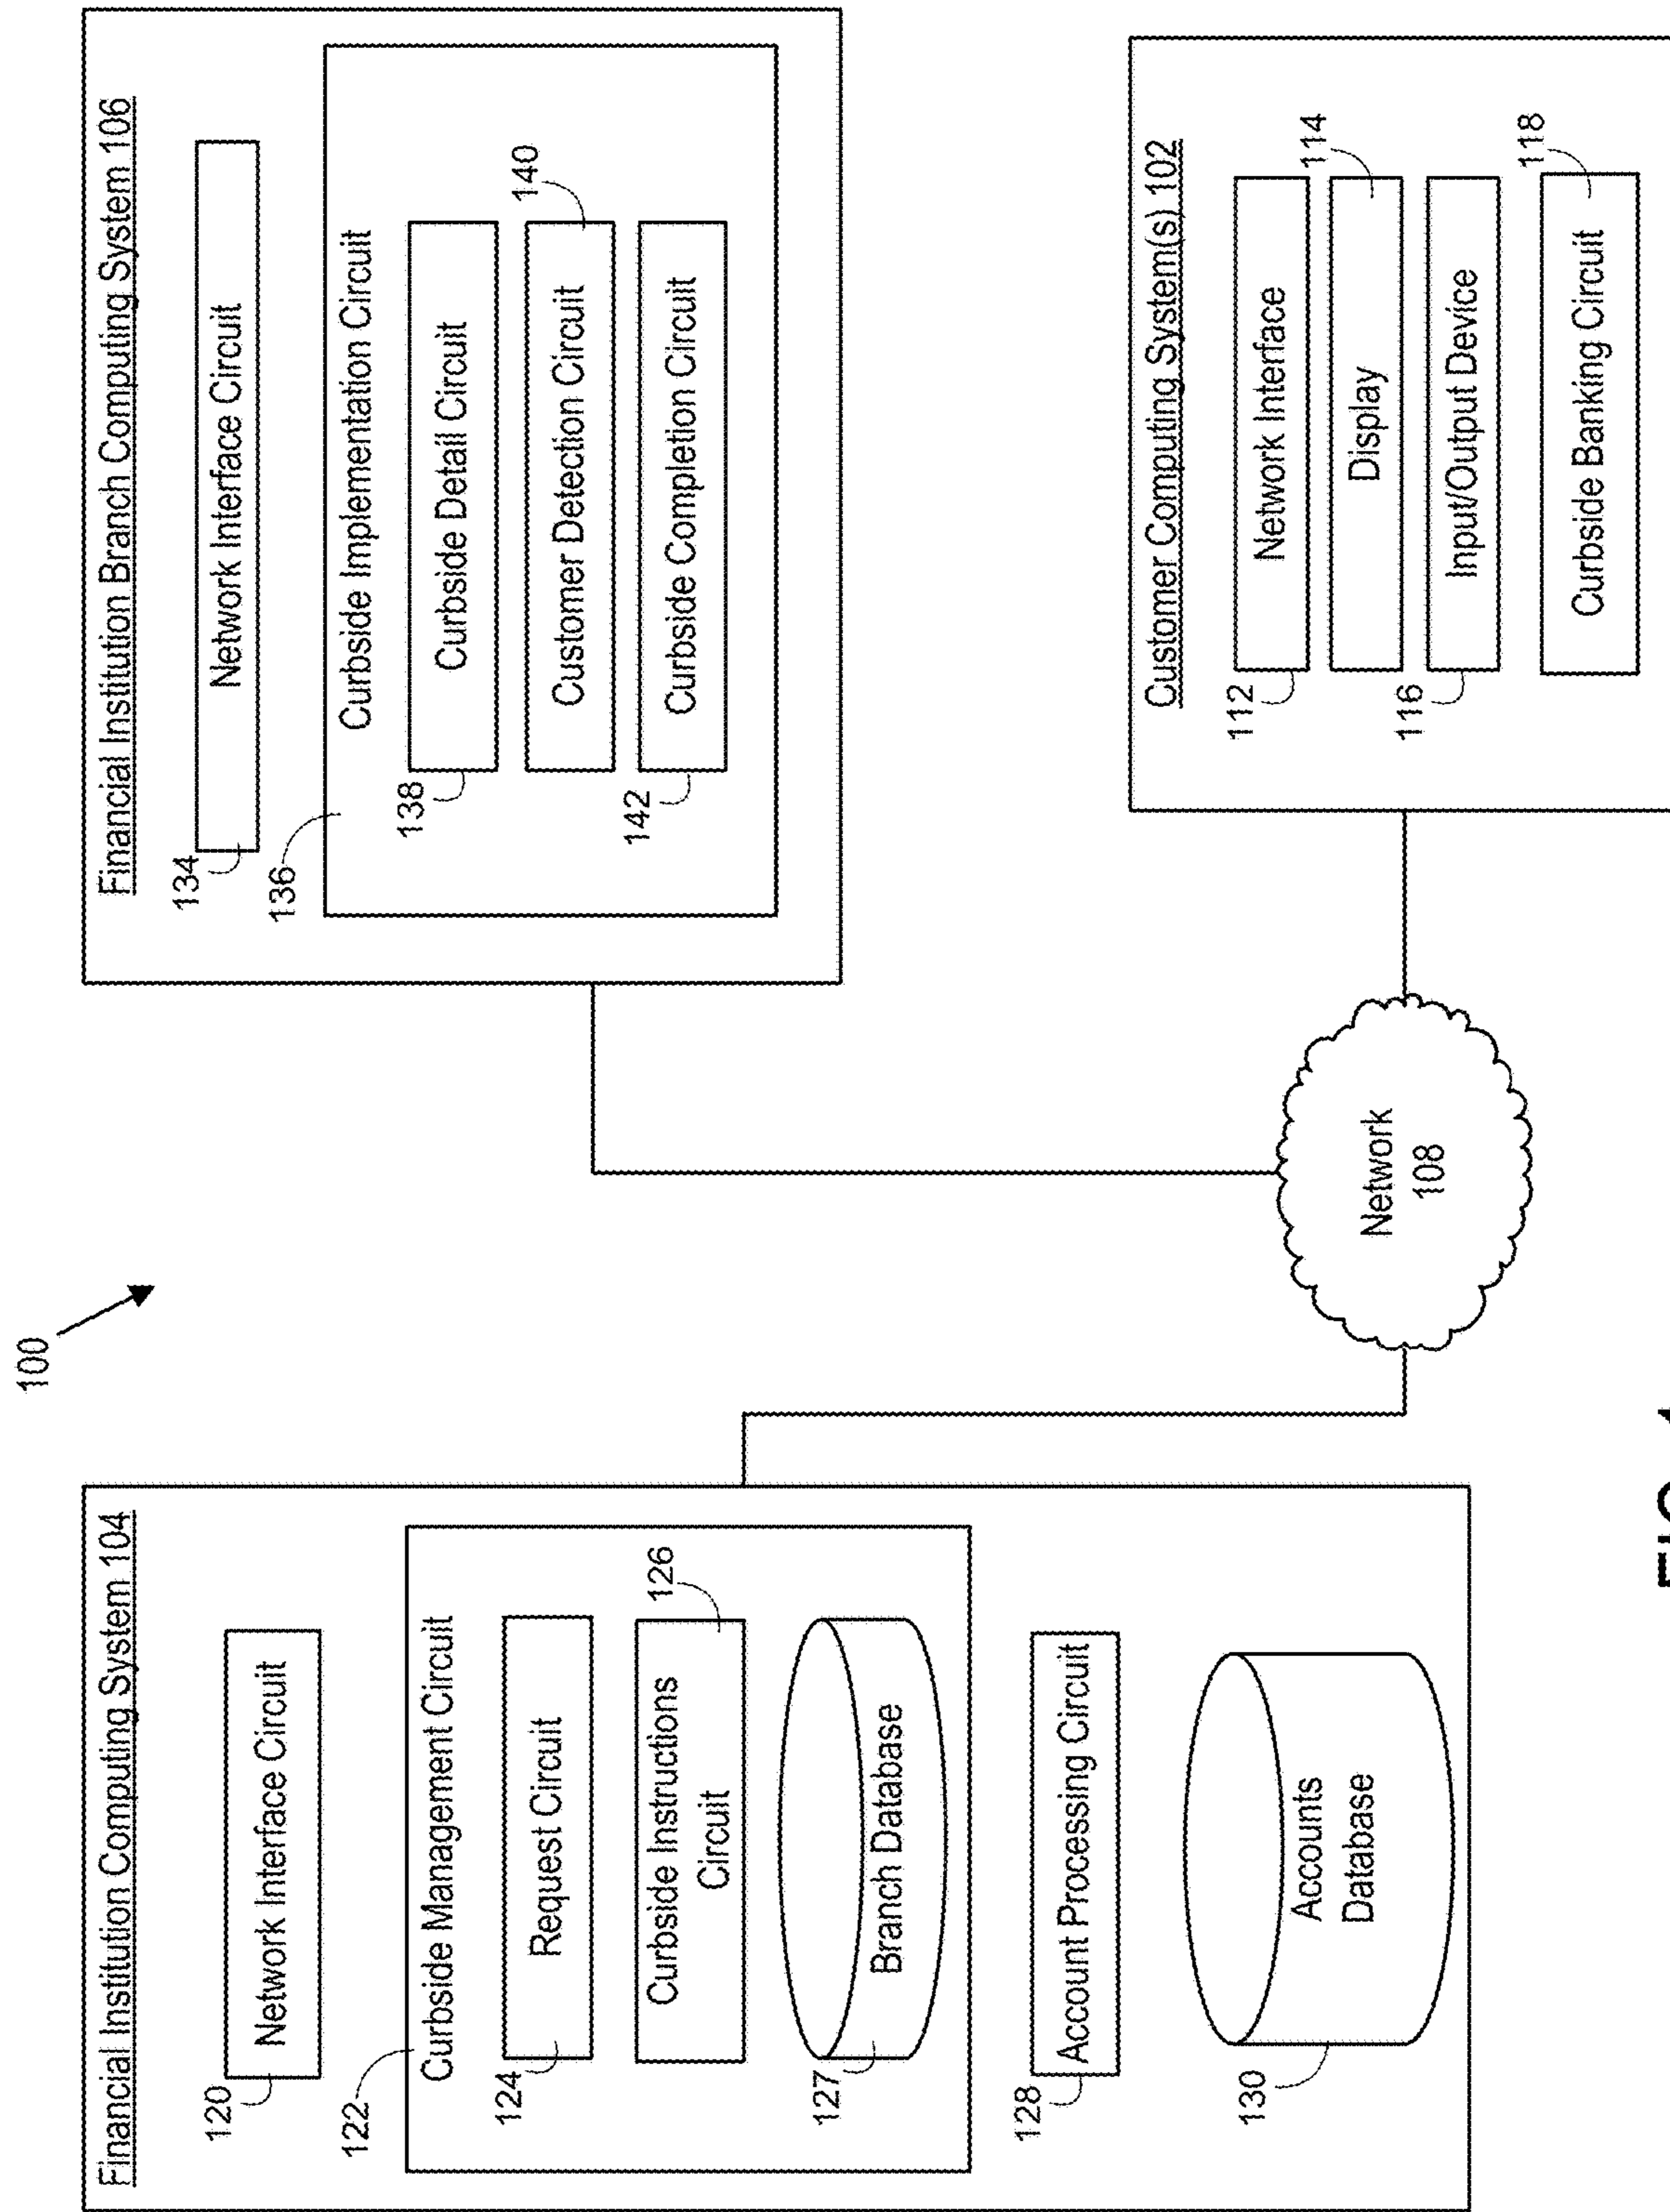 100
Financial Institution Computing System 104
120
Network Interface Circuit
122
Curbside Management Circuit
124
Request Circuit
Curbside Instructions
Circuit
126
127
Branch Database
128
Account Processing Circuit
130
Accounts
Database
Financial Institution Branch Computing System 106
134
Network Interface Circuit
136
Curbside Implementation Circuit
138
Curbside Detail Circuit
140
Customer Detection Circuit
142
Curbside Completion Circuit
Network
108
Customer Computing System(s) 102
112
Network Interface
114
Display
116
Input/Output Device
118
Curbside Banking Circuit